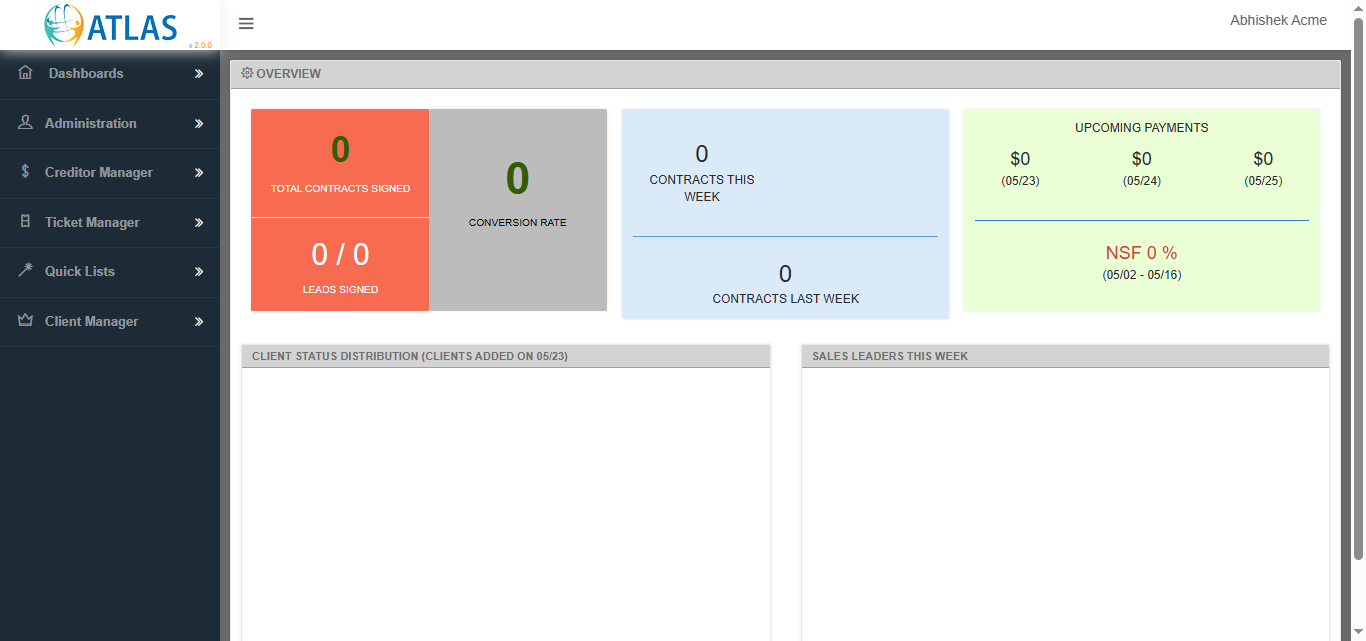 ATLAS
v 2.0.0
Abhishek Acme
Dashboards
Administration
Creditor Manager
Ticket Manager
Quick Lists
Client Manager
OVERVIEW
0
TOTAL CONTRACTS SIGNED
0 / 0
LEADS SIGNED
0
CONVERSION RATE
0
CONTRACTS THIS
WEEK
0
CONTRACTS LAST WEEK
UPCOMING PAYMENTS
$0 $0 $0
(05/23) (05/24) (05/25)
NSF 0 %
(05/02 - 05/16)
CLIENT STATUS DISTRIBUTION (CLIENTS ADDED ON 05/23)
SALES LEADERS THIS WEEK